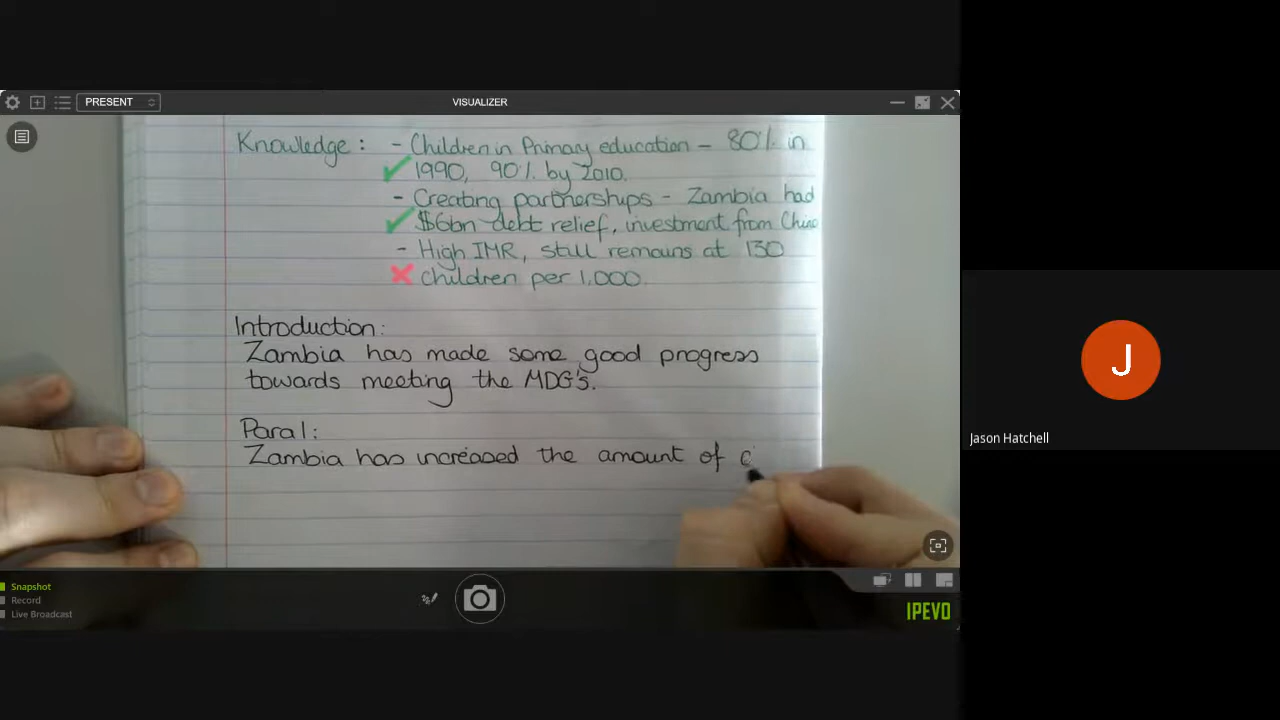 PRESENT
VISUALIZER
Knowledge: - Children in Primary education - 80% in
1990, 90% by 2010.
- Creating partnerships - Zambia had
$6bn debt relief, investment from China
- High IMR, still remains at 130
children per 1,000.
Introduction:
Zambia has made some good progress
towards meeting the MDG's.
Para 1:
Zambia has increased the amount of c
Snapshot
Record
Live Broadcast
IPEVO
J
Jason Hatchell